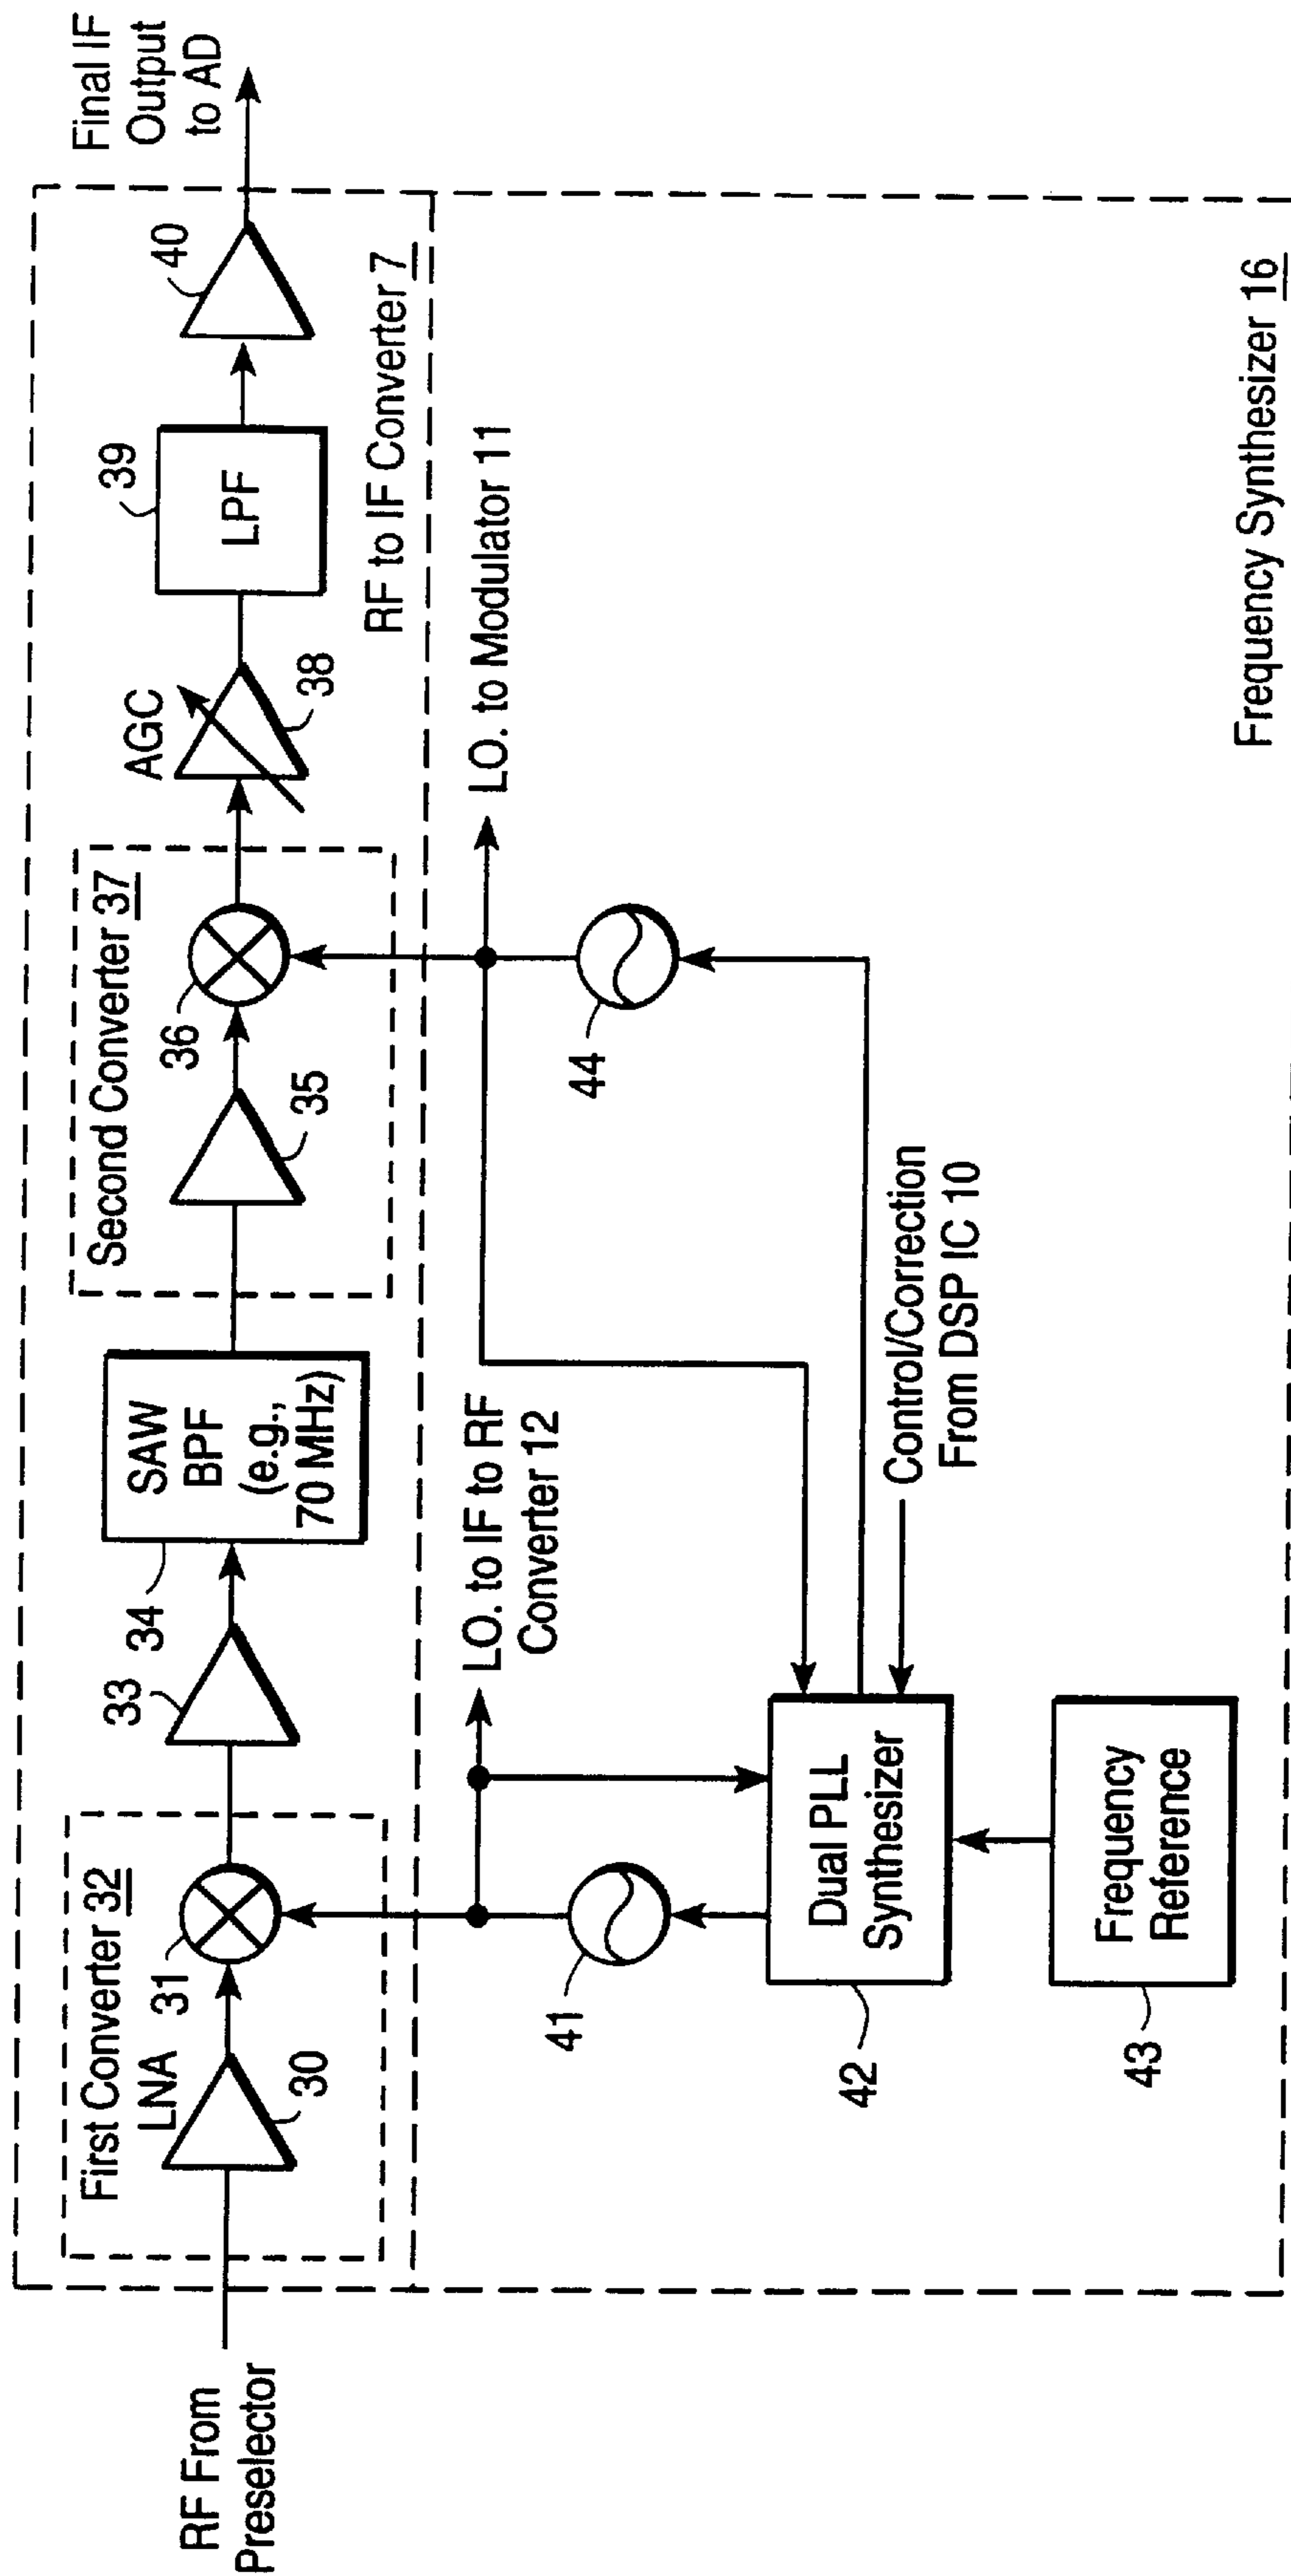 RF From
Preselector
First Converter 32
LNA
30
31
33
34
SAW
BPF
(e.g.,
70 MHz)
Second Converter 37
35
36
AGC
38
39
LPF
40
Final IF
Output
to AD
RF to IF Converter 7
LO. to IF to RF
Converter 12
LO. to Modulator 11
41
44
42
Dual PLL
Synthesizer
Control/Correction
From DSP IC 10
43
Frequency
Reference
Frequency Synthesizer 16